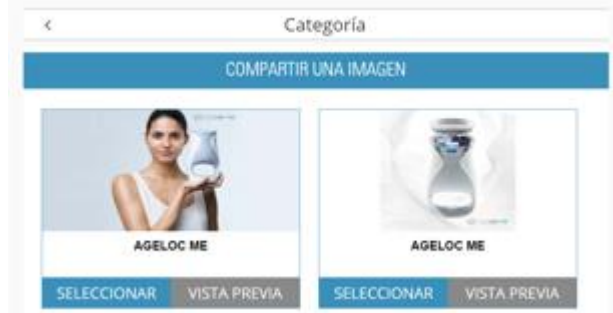 Categoría
COMPARTIR UNA IMAGEN
AGELOC ME
SELECCIONAR VISTA PREVIA
AGELOC ME
SELECCIONAR VISTA PREVIA